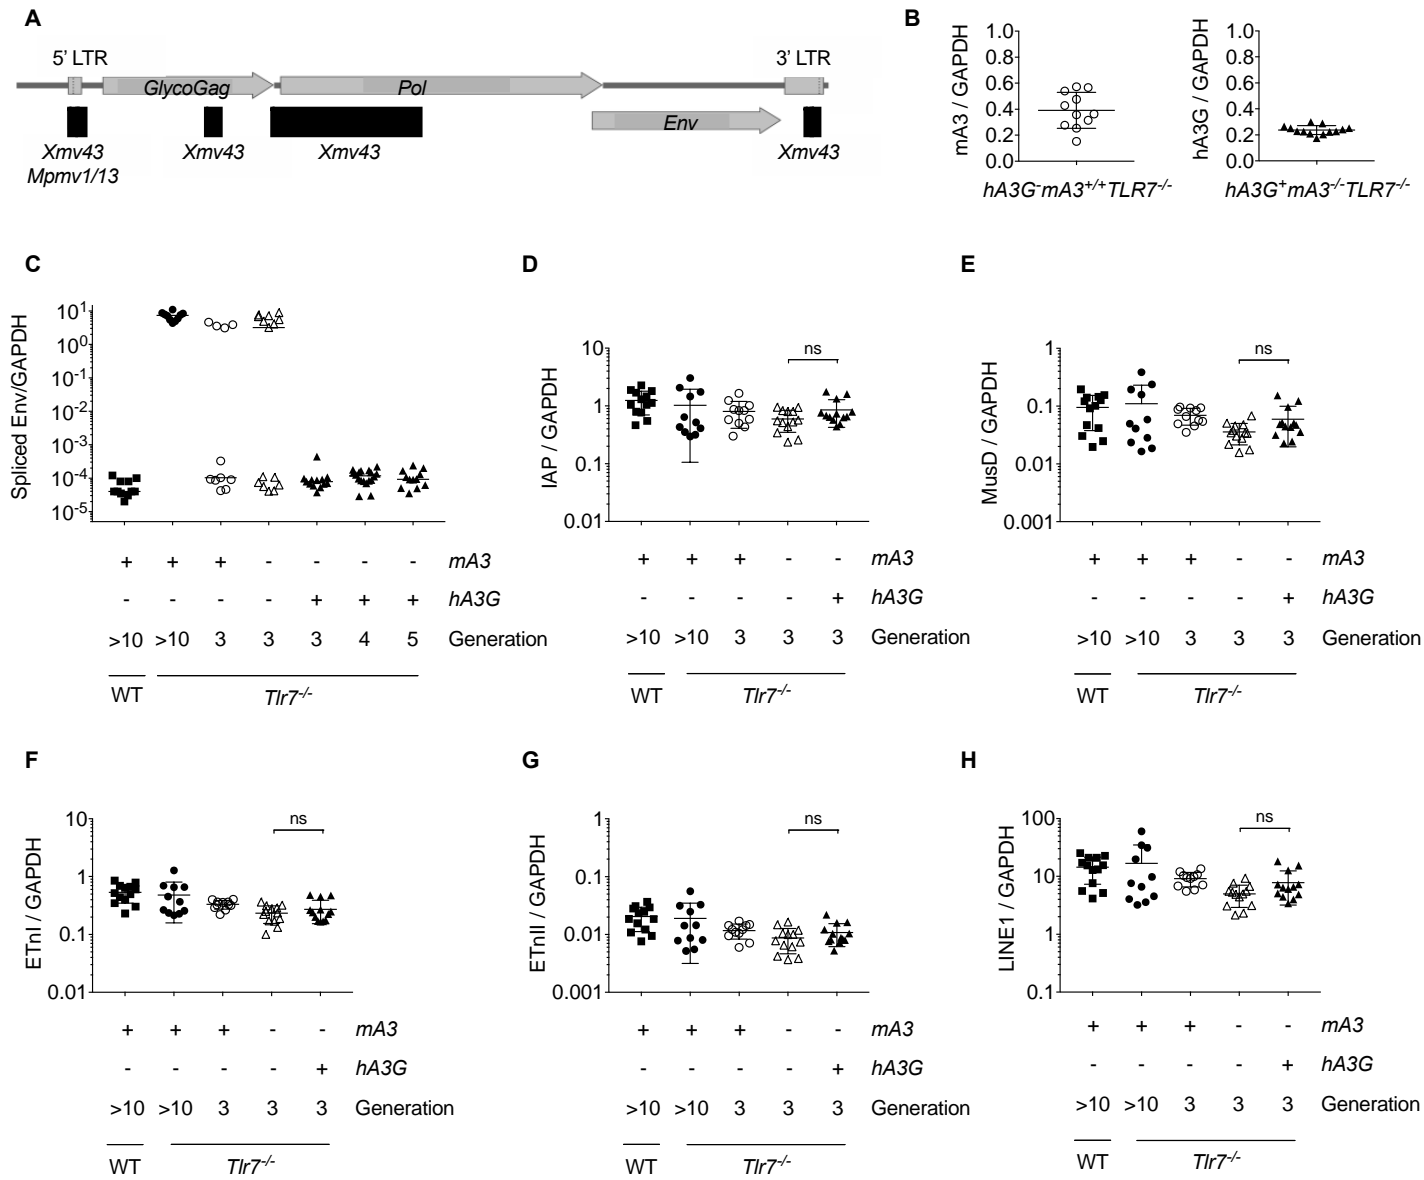 A
5' LTR
3' LTR
GlycoGag
Pol
Env
Xmv43
Mpmv1/13
Xmv43
Xmv43
Xmv43
B
mA3 / GAPDH
1.0
0.8
0.6
0.4
0.2
0.0
hA3G-mA3+/+TLR7-/-
hA3G / GAPDH
1.0
0.8
0.6
0.4
0.2
0.0
hA3G+mA3-/-TLR7-/-
C
Spliced Env/GAPDH
10^1
10^0
10^-1
10^-2
10^-3
10^-4
10^-5
+ + + - - - - mA3
- - - - + + + hA3G
>10 >10 3 3 3 4 5 Generation
WT Tlr7-/-
D
IAP / GAPDH
10
1
0.1
0.01
ns
+ + + - - mA3
- - - - + hA3G
>10 >10 3 3 3 Generation
WT Tlr7-/-
E
MusD / GAPDH
1
0.1
0.01
0.001
ns
+ + + - - mA3
- - - - + hA3G
>10 >10 3 3 3 Generation
WT Tlr7-/-
F
ETnI / GAPDH
10
1
0.1
0.01
ns
+ + + - - mA3
- - - - + hA3G
>10 >10 3 3 3 Generation
WT Tlr7-/-
G
ETnII / GAPDH
1
0.1
0.01
0.001
ns
+ + + - - mA3
- - - - + hA3G
>10 >10 3 3 3 Generation
WT Tlr7-/-
H
LINE1 / GAPDH
100
10
1
0.1
ns
+ + + - - mA3
- - - - + hA3G
>10 >10 3 3 3 Generation
WT Tlr7-/-